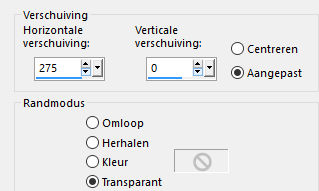 Verschuiving
Horizontale verschuiving:
Verticale verschuiving:
275
0
Centreren
Aangepast
Randmodus
Omloop
Herhalen
Kleur
Transparant